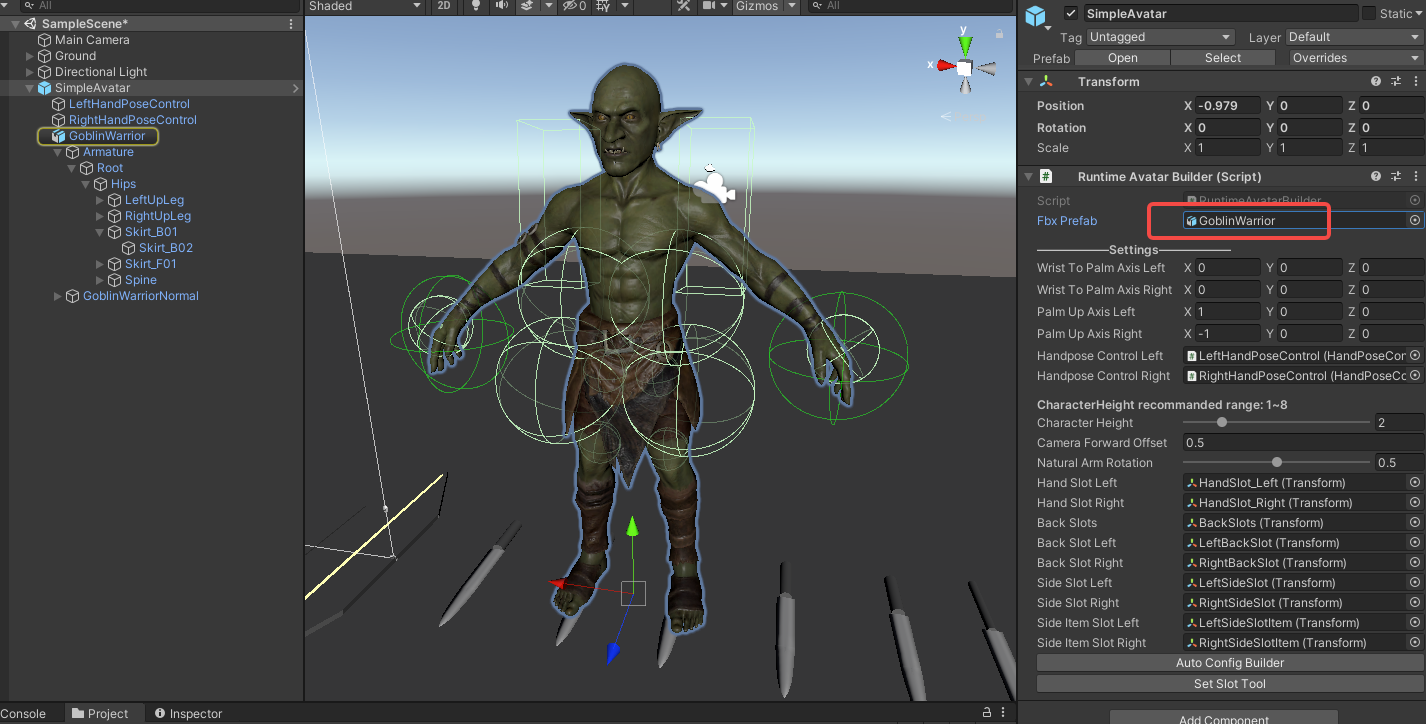 All
Shaded
2D
0
Gizmos
All
SampleScene*
Main Camera
Ground
Directional Light
SimpleAvatar
LeftHandPoseControl
RightHandPoseControl
GoblinWarrior
Armature
Root
Hips
LeftUpLeg
RightUpLeg
Skirt_B01
Skirt_B02
Skirt_F01
Spine
GoblinWarriorNormal
y
x
SimpleAvatar
Static
Tag Untagged Layer Default
Prefab Open Select Overrides
Transform
Position X -0.979 Y 0 Z 0
Rotation X 0 Y 0 Z 0
Scale X 1 Y 1 Z 1
# Runtime Avatar Builder (Script)
Script RuntimeAvatarBuilder
Fbx Prefab GoblinWarrior
——————Settings——————
Wrist To Palm Axis Left X 0 Y 0 Z 0
Wrist To Palm Axis Right X 0 Y 0 Z 0
Palm Up Axis Left X 1 Y 0 Z 0
Palm Up Axis Right X -1 Y 0 Z 0
Handpose Control Left LeftHandPoseControl (HandPoseCor
Handpose Control Right RightHandPoseControl (HandPoseCc
CharacterHeight recommanded range: 1~8
Character Height 2
Camera Forward Offset 0.5
Natural Arm Rotation 0.5
Hand Slot Left HandSlot_Left (Transform)
Hand Slot Right HandSlot_Right (Transform)
Back Slots BackSlots (Transform)
Back Slot Left LeftBackSlot (Transform)
Back Slot Right RightBackSlot (Transform)
Side Slot Left LeftSideSlot (Transform)
Side Slot Right RightSideSlot (Transform)
Side Item Slot Left LeftSideSlotItem (Transform)
Side Item Slot Right RightSideSlotItem (Transform)
Auto Config Builder
Set Slot Tool
Add Component
Console
Project
Inspector